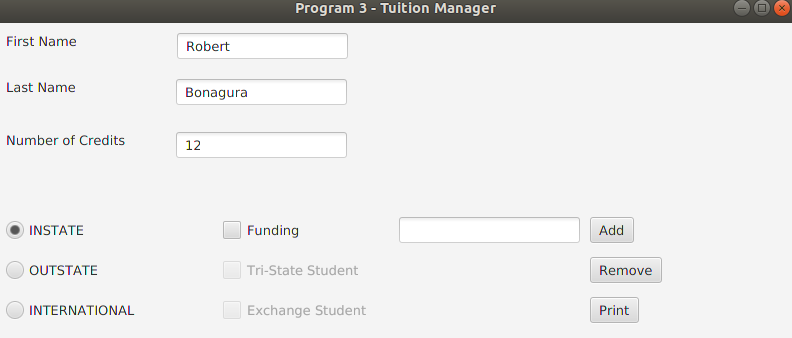 Program 3 - Tuition Manager
First Name Robert
Last Name Bonagura
Number of Credits 12
INSTATE Funding Add
OUTSTATE Tri-State Student Remove
INTERNATIONAL Exchange Student Print